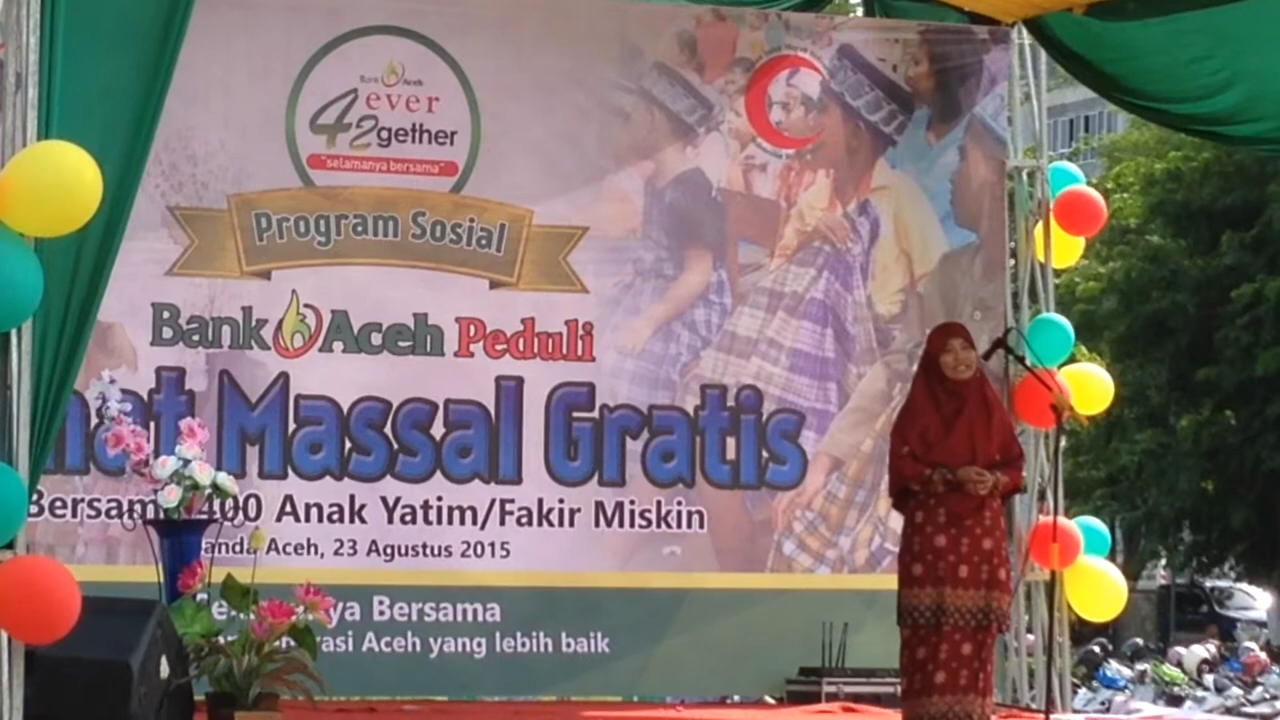 Bank Aceh
4ever
42gether
"selamanya bersama"
Program Sosial
Bank Aceh Peduli
Massal Gratis
400 Anak Yatim/Fakir Miskin
Aceh, 23 Agustus 2015
Bersama
Aceh yang lebih baik